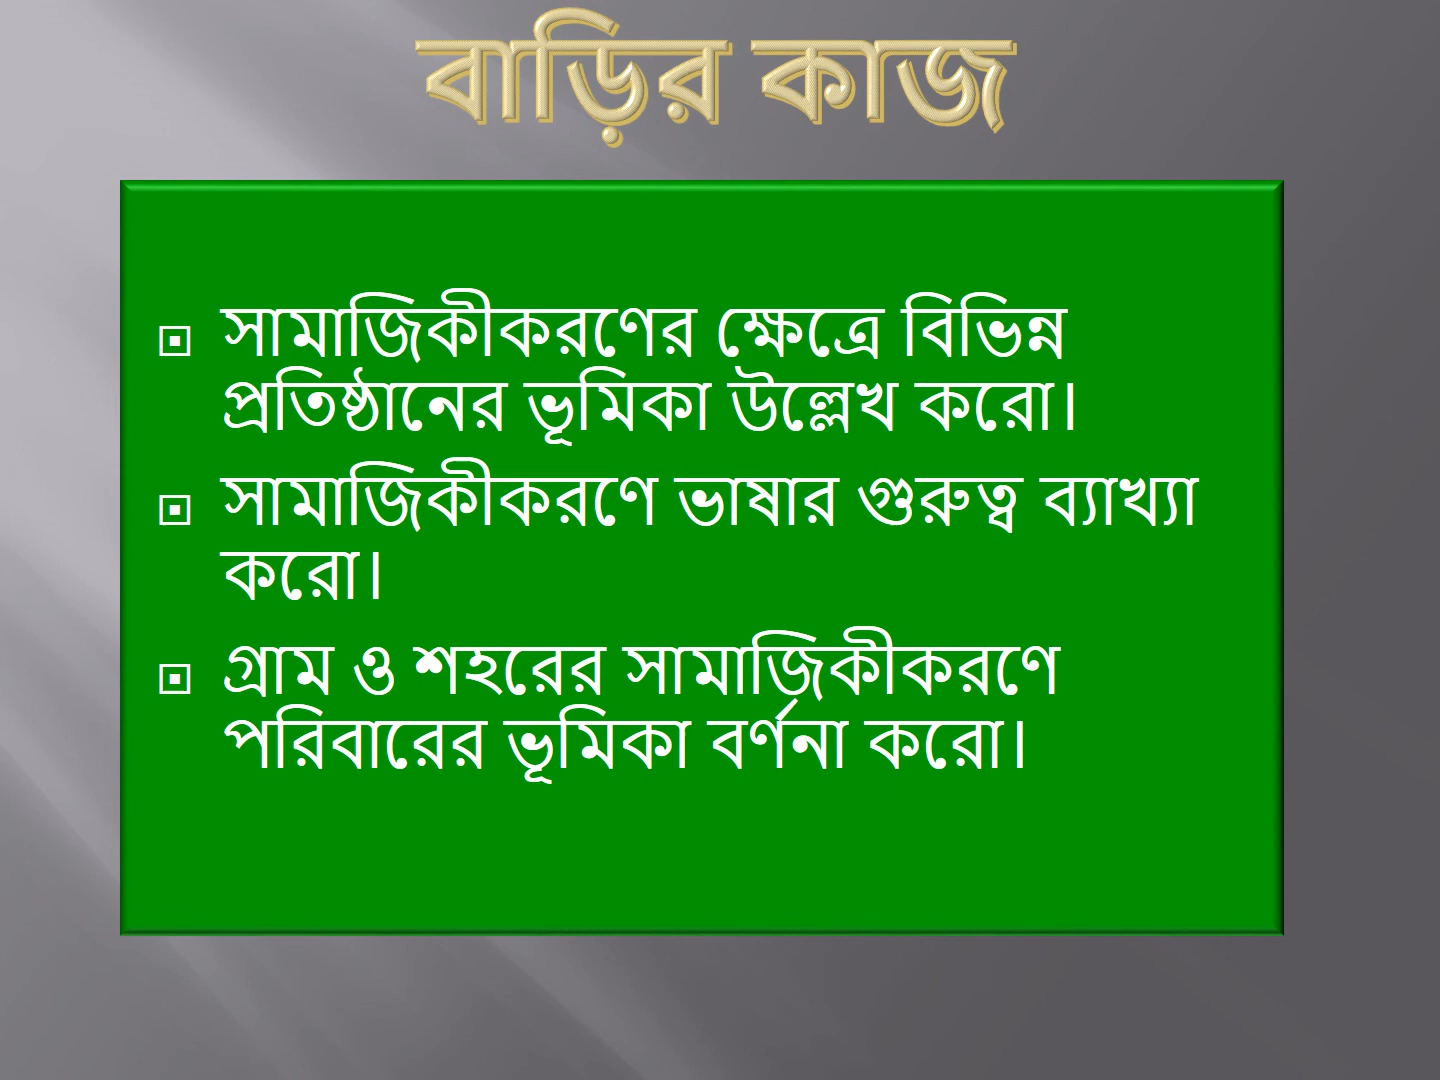 বাড়ির কাজ
সামাজিকীকরণের ক্ষেত্রে বিভিন্ন
প্রতিষ্ঠানের ভূমিকা উল্লেখ করো।
সামাজিকীকরণে ভাষার গুরুত্ব ব্যাখ্যা
করো।
গ্রাম ও শহরের সামাজিকীকরণে
পরিবারের ভূমিকা বর্ণনা করো।